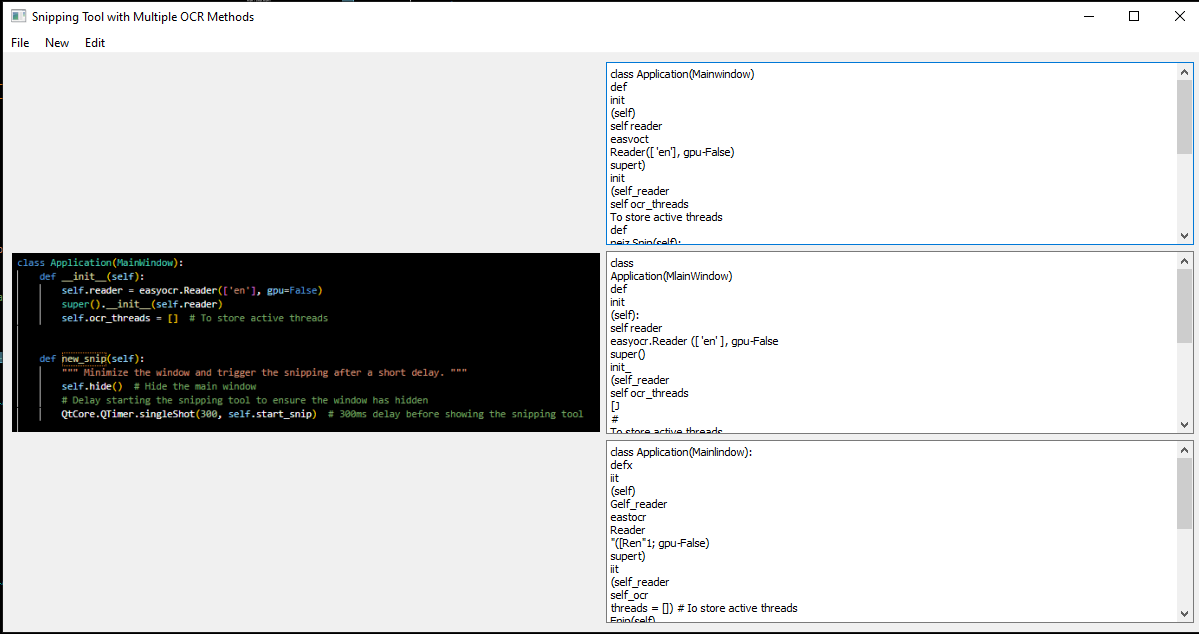 Snipping Tool with Multiple OCR Methods
File New Edit
class Application(MainWindow):
def __init__(self):
self.reader = easyocr.Reader(['en'], gpu=False)
super().__init__(self.reader)
self.ocr_threads = [] # To store active threads
def new_snip(self):
""" Minimize the window and trigger the snipping after a short delay. """
self.hide() # Hide the main window
# Delay starting the snipping tool to ensure the window has hidden
QtCore.QTimer.singleShot(300, self.start_snip) # 300ms delay before showing the snipping tool
class Application(Mainwindow)
def
init
(self)
self reader
easvoct
Reader([ 'en'], gpu-False)
supert)
init
(self_reader
self ocr_threads
To store active threads
def
neiz Snip(self):
class
Application(MlainWindow)
def
init
(self):
self reader
easyocr.Reader ([ 'en' ], gpu-False
super()
init_
(self_reader
self ocr_threads
[J
#
To store active threads
class Application(Mainlindow):
defx
iit
(self)
Gelf_reader
eastocr
Reader
"([Ren"1; gpu-False)
supert)
iit
(self_reader
self_ocr
threads = []) # Io store active threads
Fnin(self)